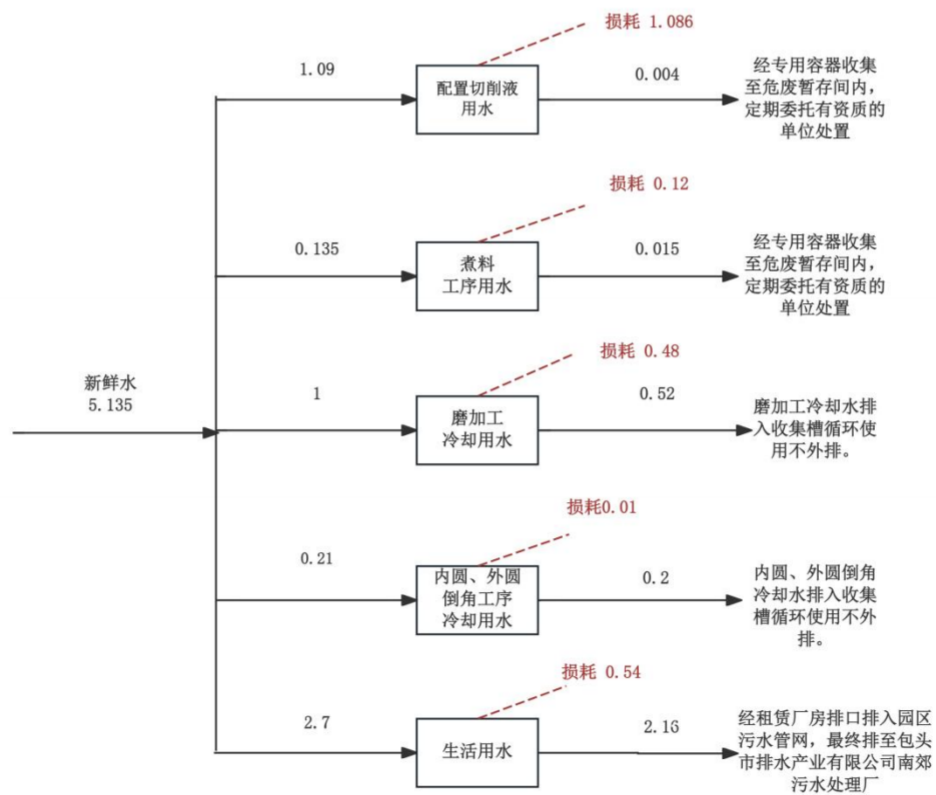 损耗 1.086
1.09
配置切削液
用水
0.004
经专用容器收集
至危废暂存间内，
定期委托有资质的
单位处置
损耗 0.12
0.135
煮料
工序用水
0.015
经专用容器收集
至危废暂存间内，
定期委托有资质的
单位处置
新鲜水
5.135
损耗 0.48
1
磨加工
冷却用水
0.52
磨加工冷却水排
入收集槽循环使
用不外排。
损耗0.01
0.21
内圆、外圆
倒角工序
冷却用水
0.2
内圆、外圆倒角
冷却水排入收集
槽循环使用不外
排。
损耗 0.54
2.7
生活用水
2.16
经租赁厂房排口排入园区
污水管网，最终排至包头
市排水产业有限公司南郊
污水处理厂